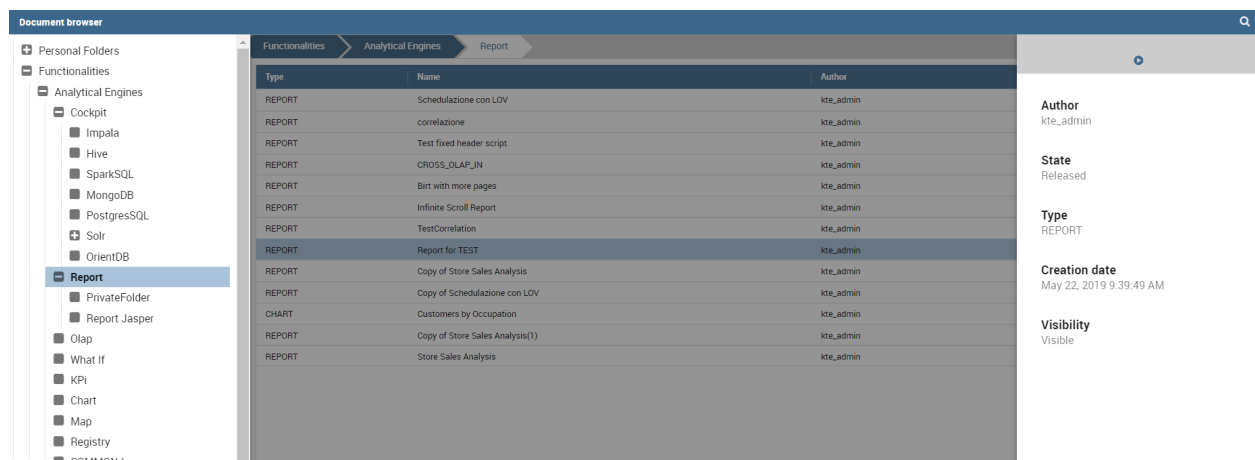 Document browser
Personal Folders
Functionalities
Analytical Engines
Cockpit
Impala
Hive
SparkSQL
MongoDB
PostgresSQL
Solr
OrientDB
Report
PrivateFolder
Report Jasper
Olap
What If
KPi
Chart
Map
Registry
Functionalities Analytical Engines Report
Type Name Author
REPORT Schedulazione con LOV kte_admin
REPORT correlazione kte_admin
REPORT Test fixed header script kte_admin
REPORT CROSS_OLAP_IN kte_admin
REPORT Birt with more pages kte_admin
REPORT Infinite Scroll Report kte_admin
REPORT TestCorrelation kte_admin
REPORT Report for TEST kte_admin
REPORT Copy of Store Sales Analysis kte_admin
REPORT Copy of Schedulazione con LOV kte_admin
CHART Customers by Occupation kte_admin
REPORT Copy of Store Sales Analysis(1) kte_admin
REPORT Store Sales Analysis kte_admin
Author
kte_admin
State
Released
Type
REPORT
Creation date
May 22, 2019 9:39:49 AM
Visibility
Visible